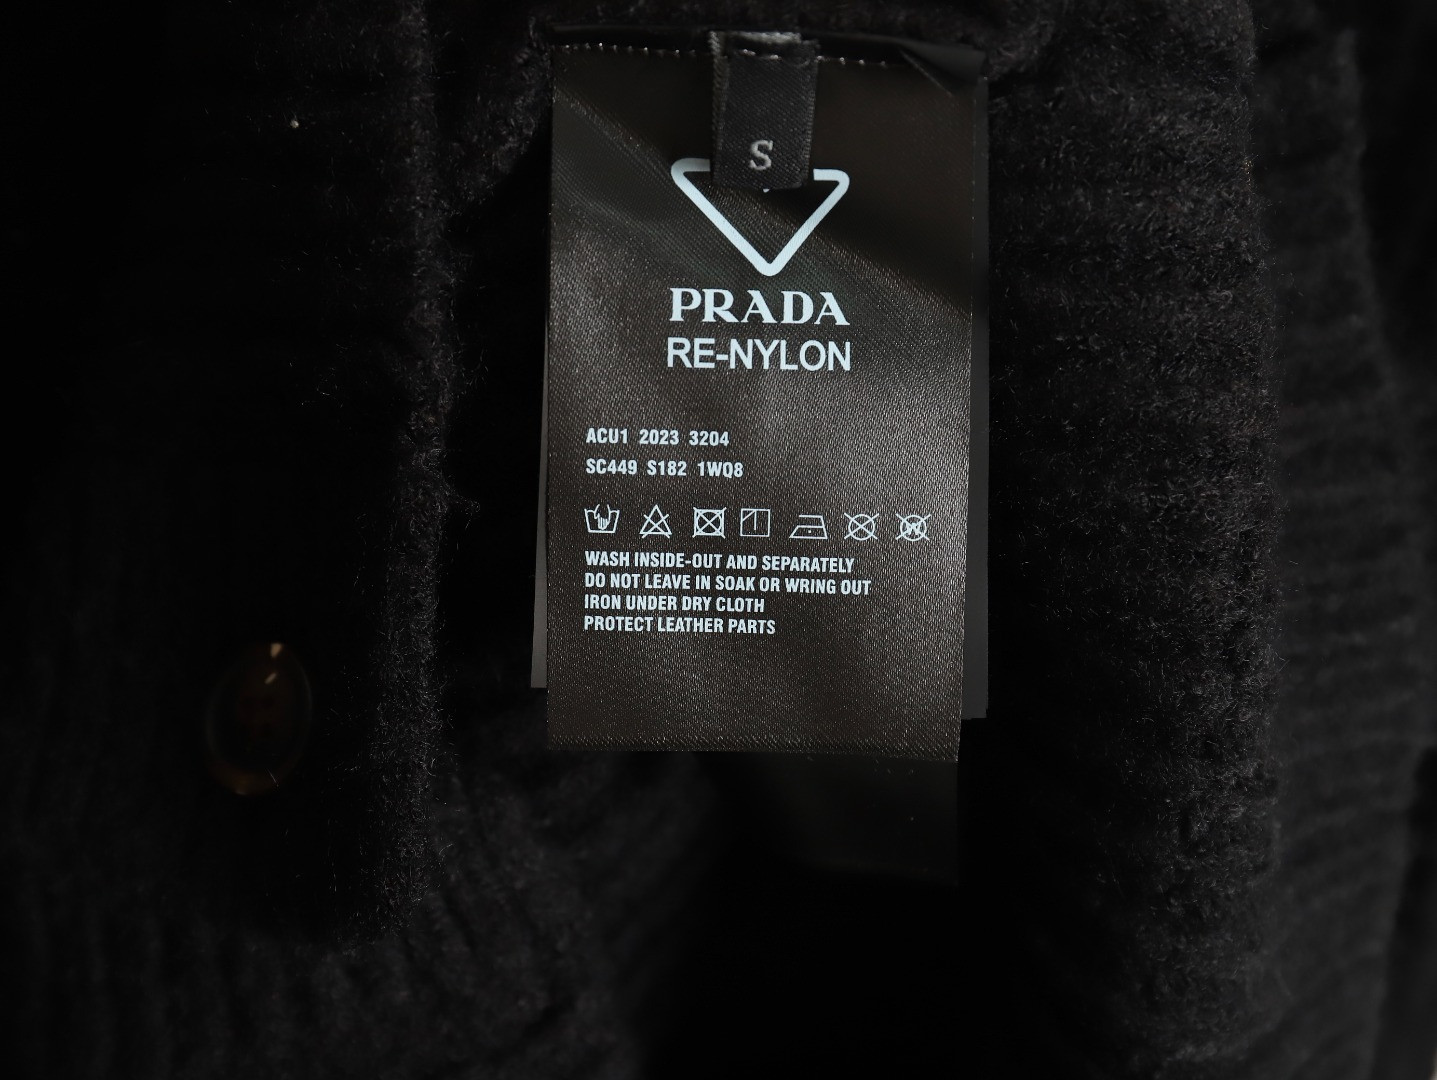 S
PRADA
RE-NYLON
ACU1 2023 3204
SC449 S182 1WQ8
WASH INSIDE-OUT AND SEPARATELY
DO NOT LEAVE IN SOAK OR WRING OUT
IRON UNDER DRY CLOTH
PROTECT LEATHER PARTS